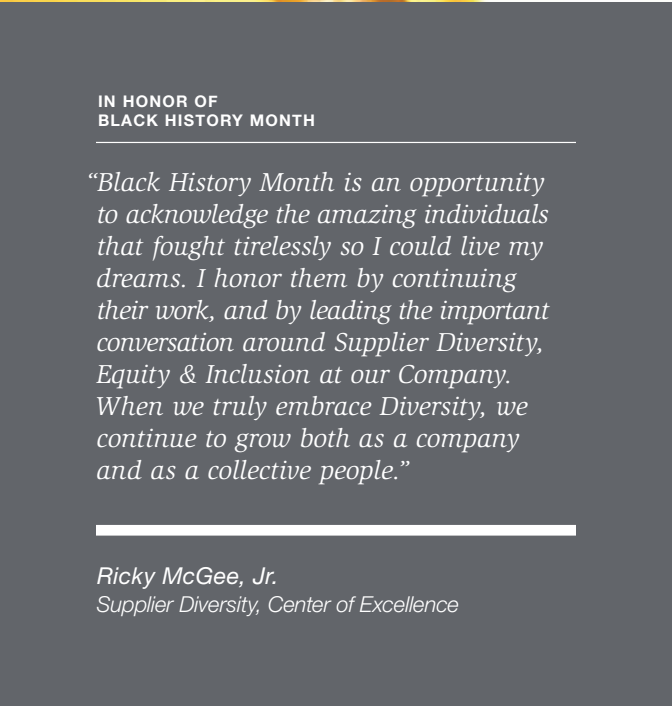 IN HONOR OF
BLACK HISTORY MONTH
“Black History Month is an opportunity
to acknowledge the amazing individuals
that fought tirelessly so I could live my
dreams. I honor them by continuing
their work, and by leading the important
conversation around Supplier Diversity,
Equity & Inclusion at our Company.
When we truly embrace Diversity, we
continue to grow both as a company
and as a collective people.”
Ricky McGee, Jr.
Supplier Diversity, Center of Excellence